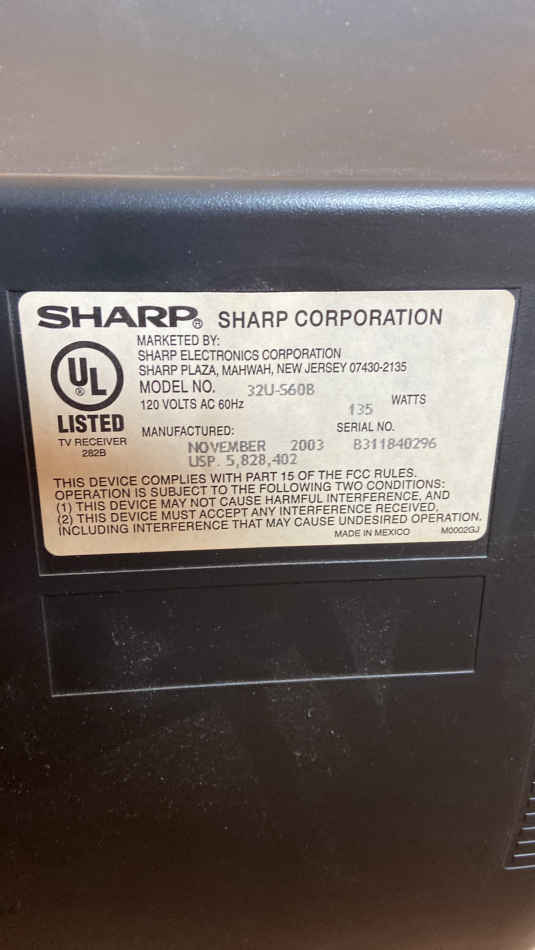 SHARP® SHARP CORPORATION
MARKETED BY:
SHARP ELECTRONICS CORPORATION
SHARP PLAZA, MAHWAH, NEW JERSEY 07430-2135
UL®
LISTED
TV RECEIVER
282B
MODEL NO. 32U-S60B
120 VOLTS AC 60Hz 135 WATTS
MANUFACTURED: SERIAL NO.
NOVEMBER 2003 B311840296
USP. 5,828,402
THIS DEVICE COMPLIES WITH PART 15 OF THE FCC RULES.
OPERATION IS SUBJECT TO THE FOLLOWING TWO CONDITIONS:
(1) THIS DEVICE MAY NOT CAUSE HARMFUL INTERFERENCE, AND
(2) THIS DEVICE MUST ACCEPT ANY INTERFERENCE RECEIVED,
INCLUDING INTERFERENCE THAT MAY CAUSE UNDESIRED OPERATION.
MADE IN MEXICO M0002GJ